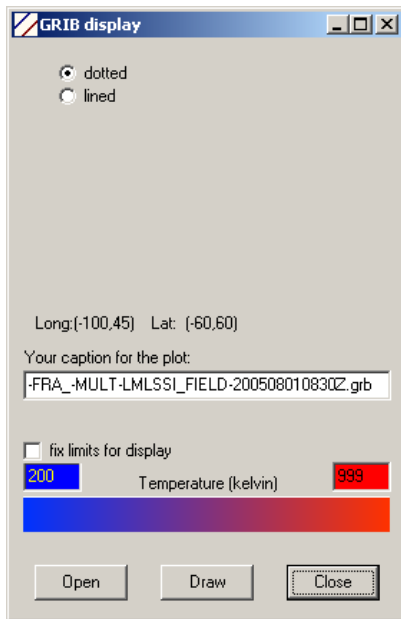 GRIB display
dotted
lined
Long:(-100,45) Lat: (-60,60)
Your caption for the plot:
-FRA_-MULT-LMLSSI_FIELD-200508010830Z.grb
fix limits for display
200 Temperature (kelvin) 999
Open Draw Close